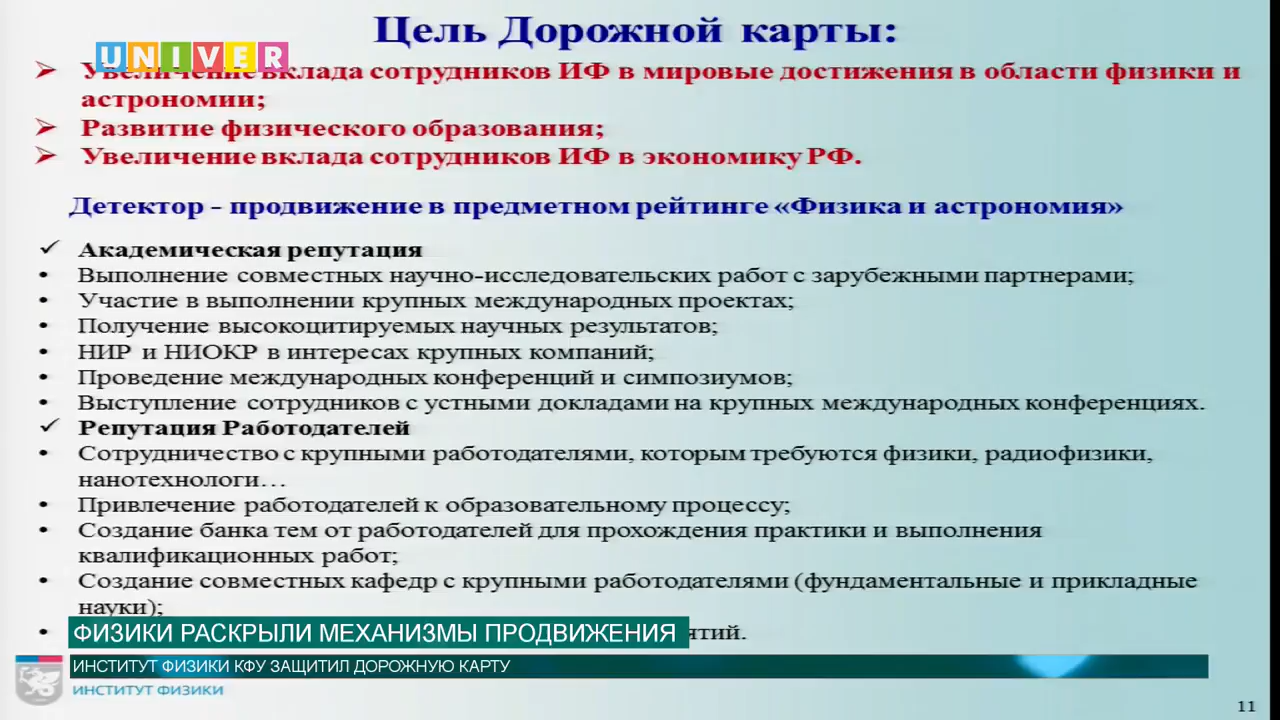 Цель Дорожной карты:
UNIVER
Увеличение вклада сотрудников ИФ в мировые достижения в области физики и
астрономии;
Развитие физического образования;
Увеличение вклада сотрудников ИФ в экономику РФ.
Детектор - продвижение в предметном рейтинге «Физика и астрономия»
Академическая репутация
• Выполнение совместных научно-исследовательских работ с зарубежными партнерами;
• Участие в выполнении крупных международных проектах;
• Получение высокоцитируемых научных результатов;
• НИР и НИОКР в интересах крупных компаний;
• Проведение международных конференций и симпозиумов;
• Выступление сотрудников с устными докладами на крупных международных конференциях.
Репутация Работодателей
• Сотрудничество с крупными работодателями, которым требуются физики, радиофизики,
нанотехнологи…
• Привлечение работодателей к образовательному процессу;
• Создание банка тем от работодателей для прохождения практики и выполнения
квалификационных работ;
• Создание совместных кафедр с крупными работодателями (фундаментальные и прикладные
науки);
ФИЗИКИ РАСКРЫЛИ МЕХАНИЗМЫ ПРОДВИЖЕНИЯ
ИНСТИТУТ ФИЗИКИ КФУ ЗАЩИТИЛ ДОРОЖНУЮ КАРТУ
ИНСТИТУТ ФИЗИКИ
11